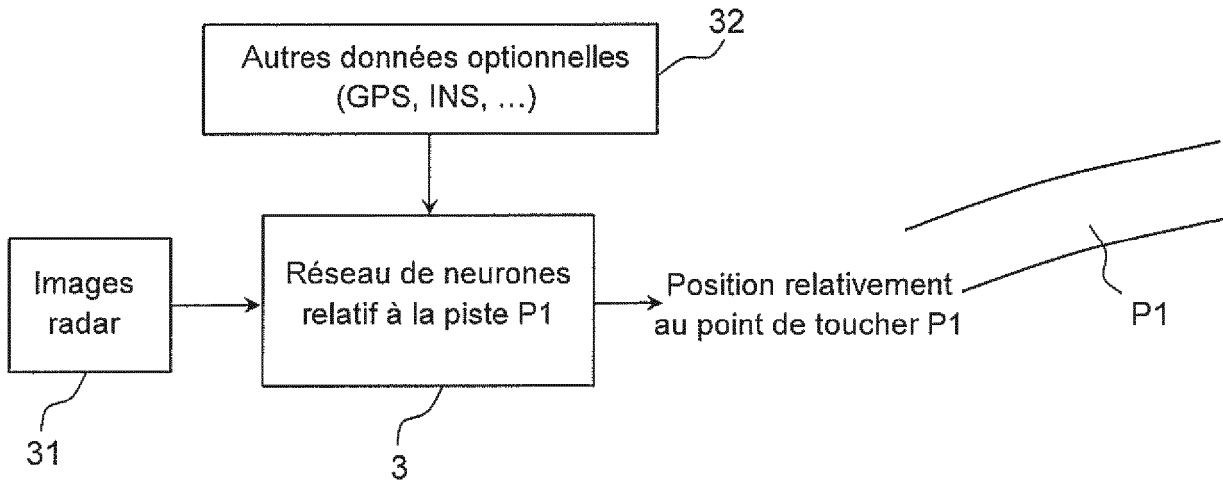 32
Autres données optionnelles
(GPS, INS, ...)
Images
radar
31
Réseau de neurones
relatif à la piste P1
3
Position relativement
au point de toucher P1
P1